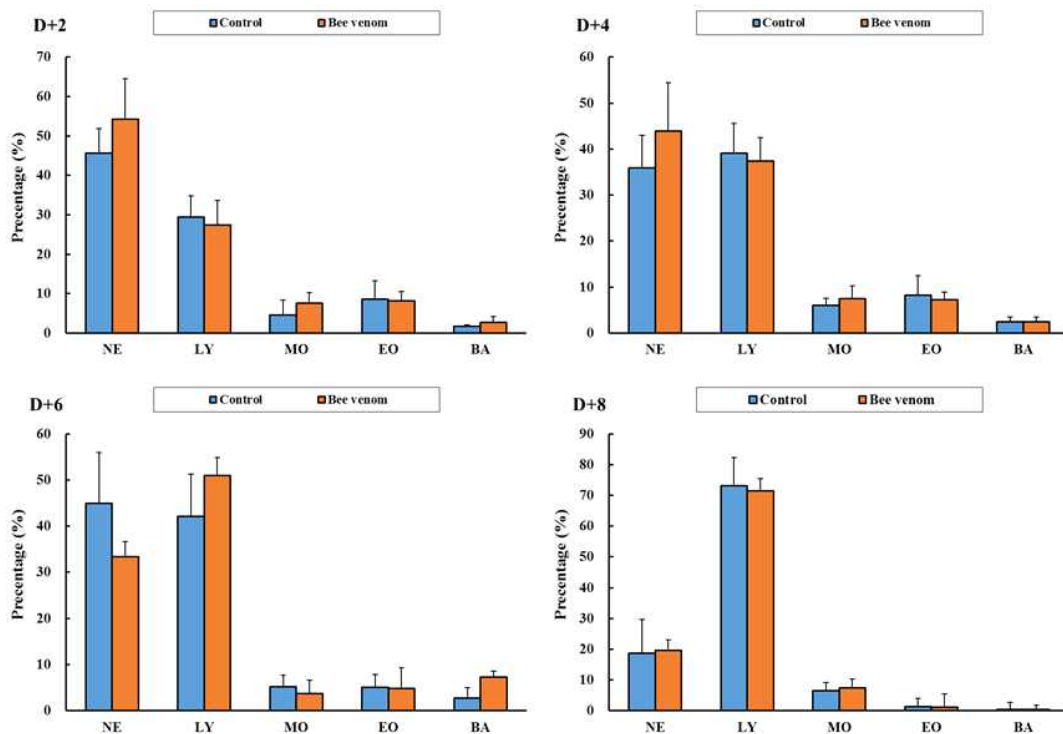 D+2
Control Bee venom
Precentage (%)
70
60
50
40
30
20
10
0
NE LY MO EO BA
D+4
Control Bee venom
Precentage (%)
60
50
40
30
20
10
0
NE LY MO EO BA
D+6
Control Bee venom
Precentage (%)
60
50
40
30
20
10
0
NE LY MO EO BA
D+8
Control Bee venom
Precentage (%)
90
80
70
60
50
40
30
20
10
0
NE LY MO EO BA